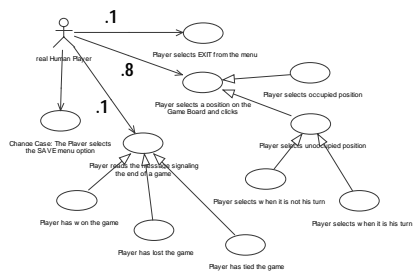 .1
real Human Player
Player selects EXIT from the menu
.8
Player selects a position on the
Game Board and clicks
Player selects occupied position
.1
Change Case: The Player selects
the SAVE menu option
Player reads the message signaling
the end of a game
Player selects unoccupied position
Player selects when it is not his turn
Player selects when it is his turn
Player has won the game
Player has lost the game
Player has tied the game